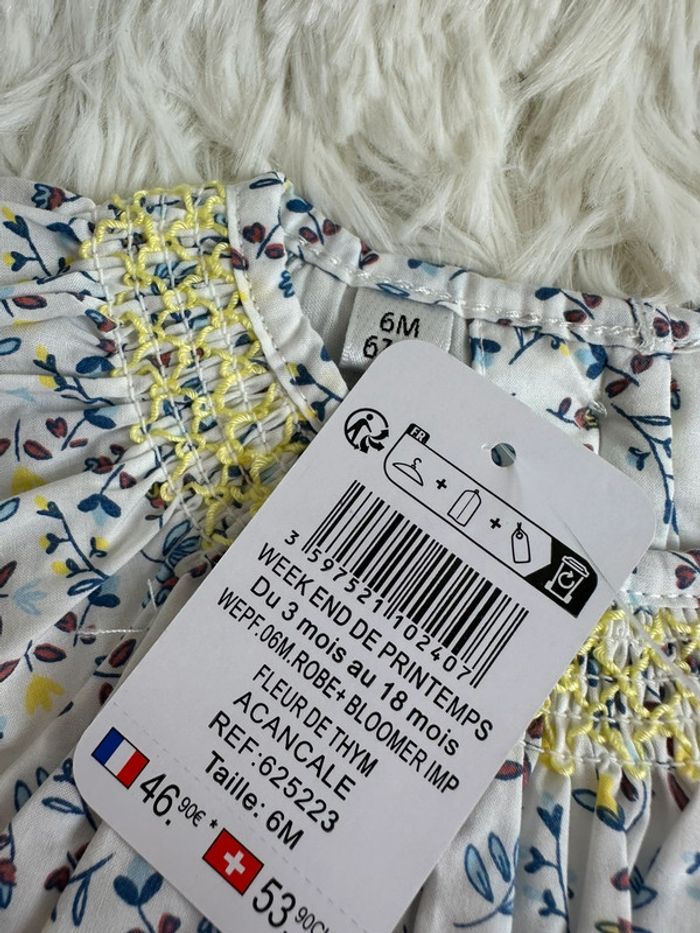 6M
FR
3 597521 102407
WEEK END DE PRINTEMPS
Du 3 mois au 18 mois
WEPF.06M.ROBE+ BLOOMER IMP
FLEUR DE THYM
ACANCALE
REF:625223
Taille: 6M
46.90€ *
53.90